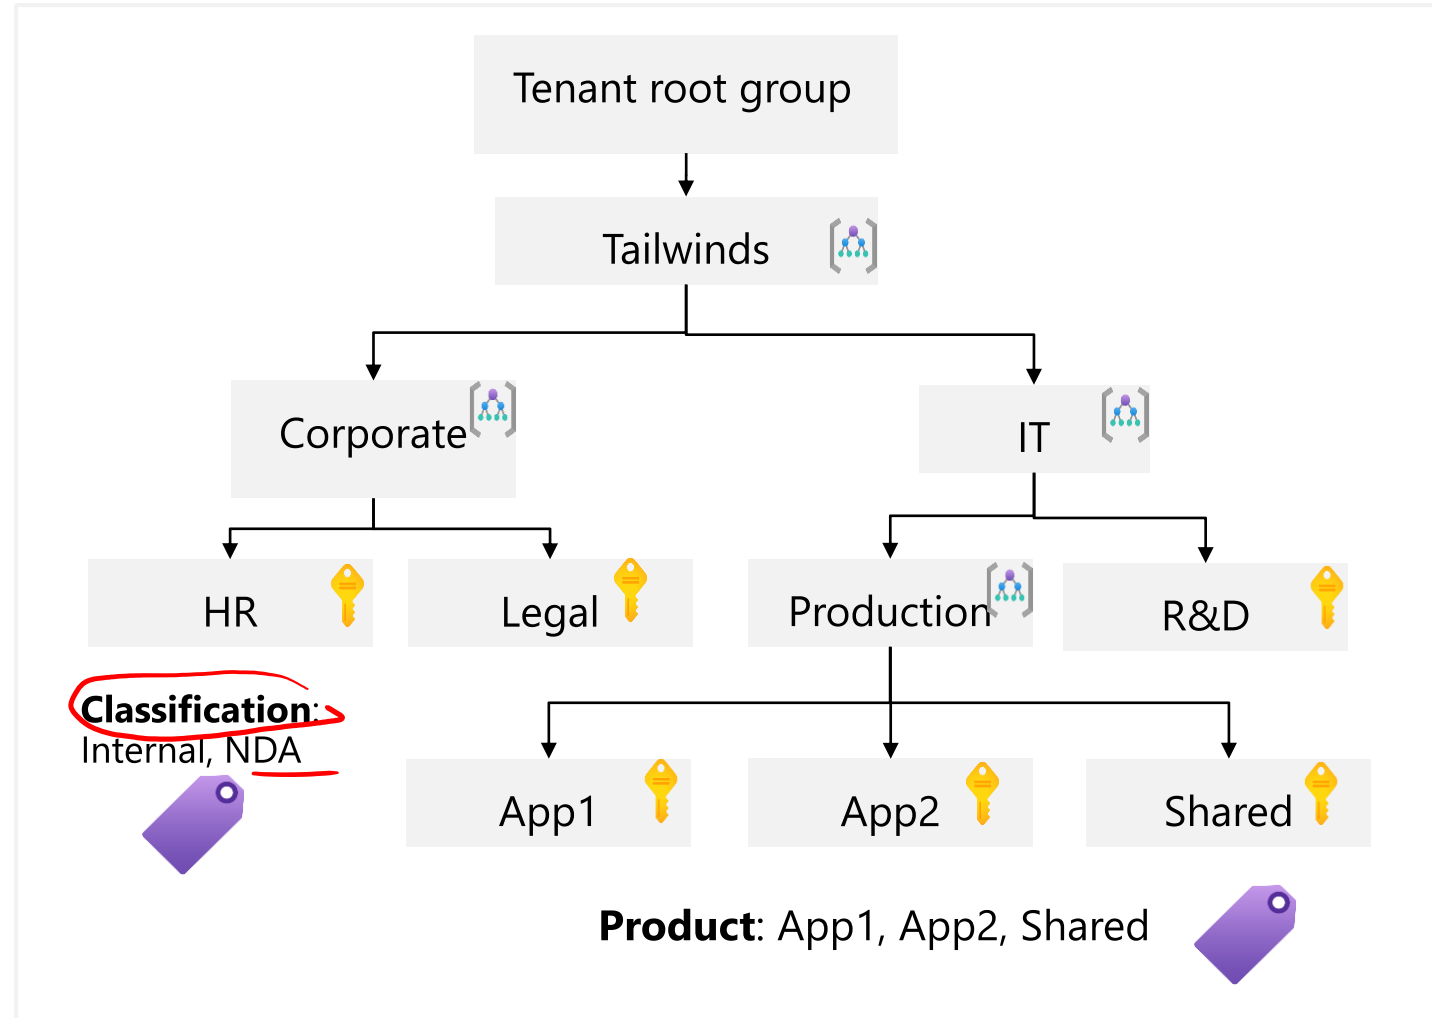 Tenant root group
Tailwinds
Corporate
IT
HR
Legal
Production
R&D
Classification:
Internal, NDA
App1
App2
Shared
Product: App1, App2, Shared